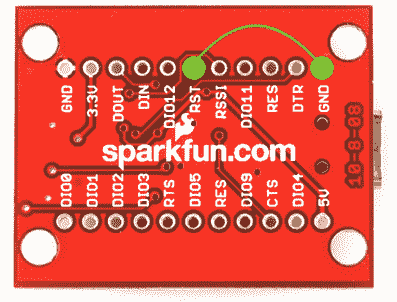 GND 3.3V DOUT DIN DIO12 RST RSSI DIO11 RES DTR GND
sparkfun.com
10-8-08
DIO0 DIO1 DIO2 DIO3 RTS DIO5 RES DIO9 CTS DIO4 5V